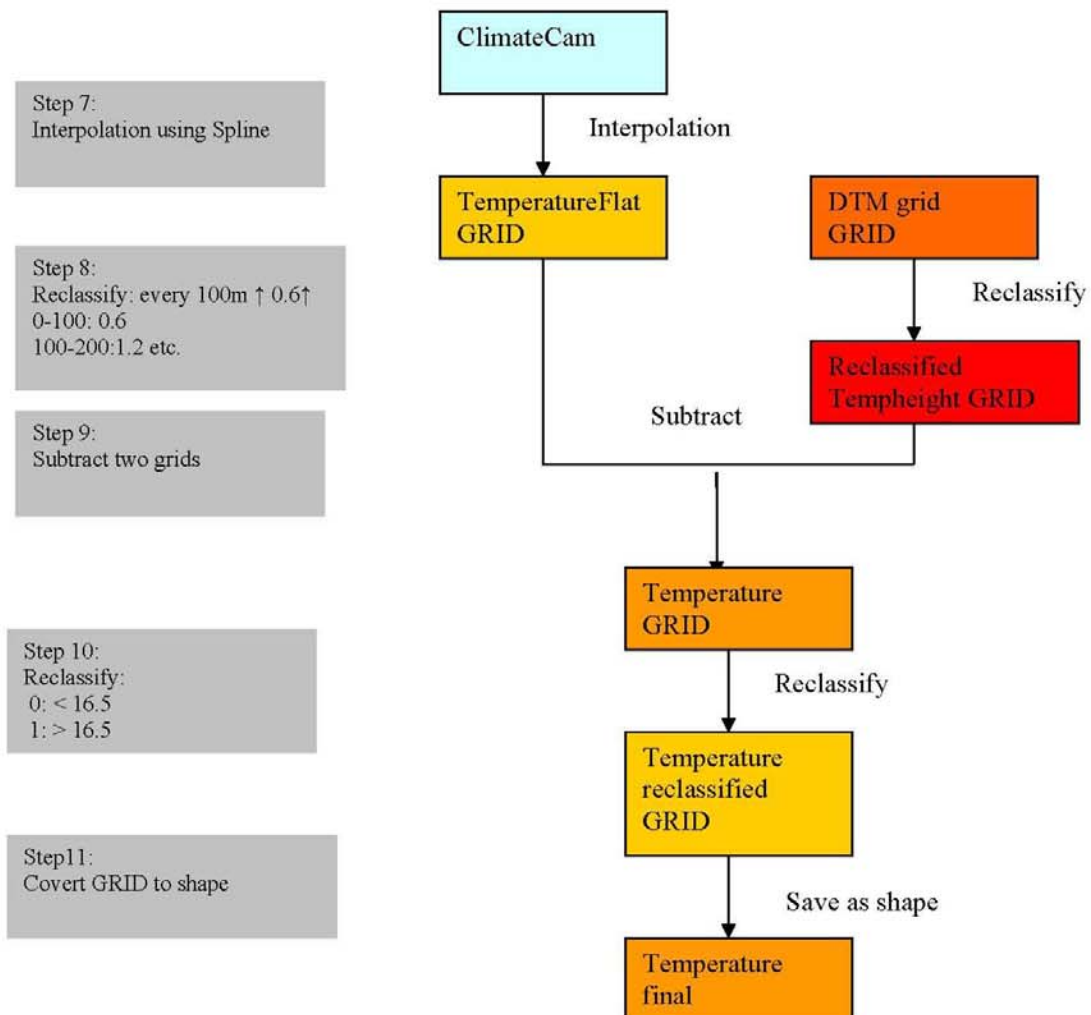 ClimateCam
Step 7:
Interpolation using Spline
Interpolation
TemperatureFlat
GRID
DTM grid
GRID
Step 8:
Reclassify: every 100m ↑ 0.6↑
0-100: 0.6
100-200:1.2 etc.
Reclassify
Reclassified
Tempheight GRID
Subtract
Step 9:
Subtract two grids
Temperature
GRID
Step 10:
Reclassify:
0: < 16.5
1: > 16.5
Reclassify
Temperature
reclassified
GRID
Step11:
Covert GRID to shape
Save as shape
Temperature
final